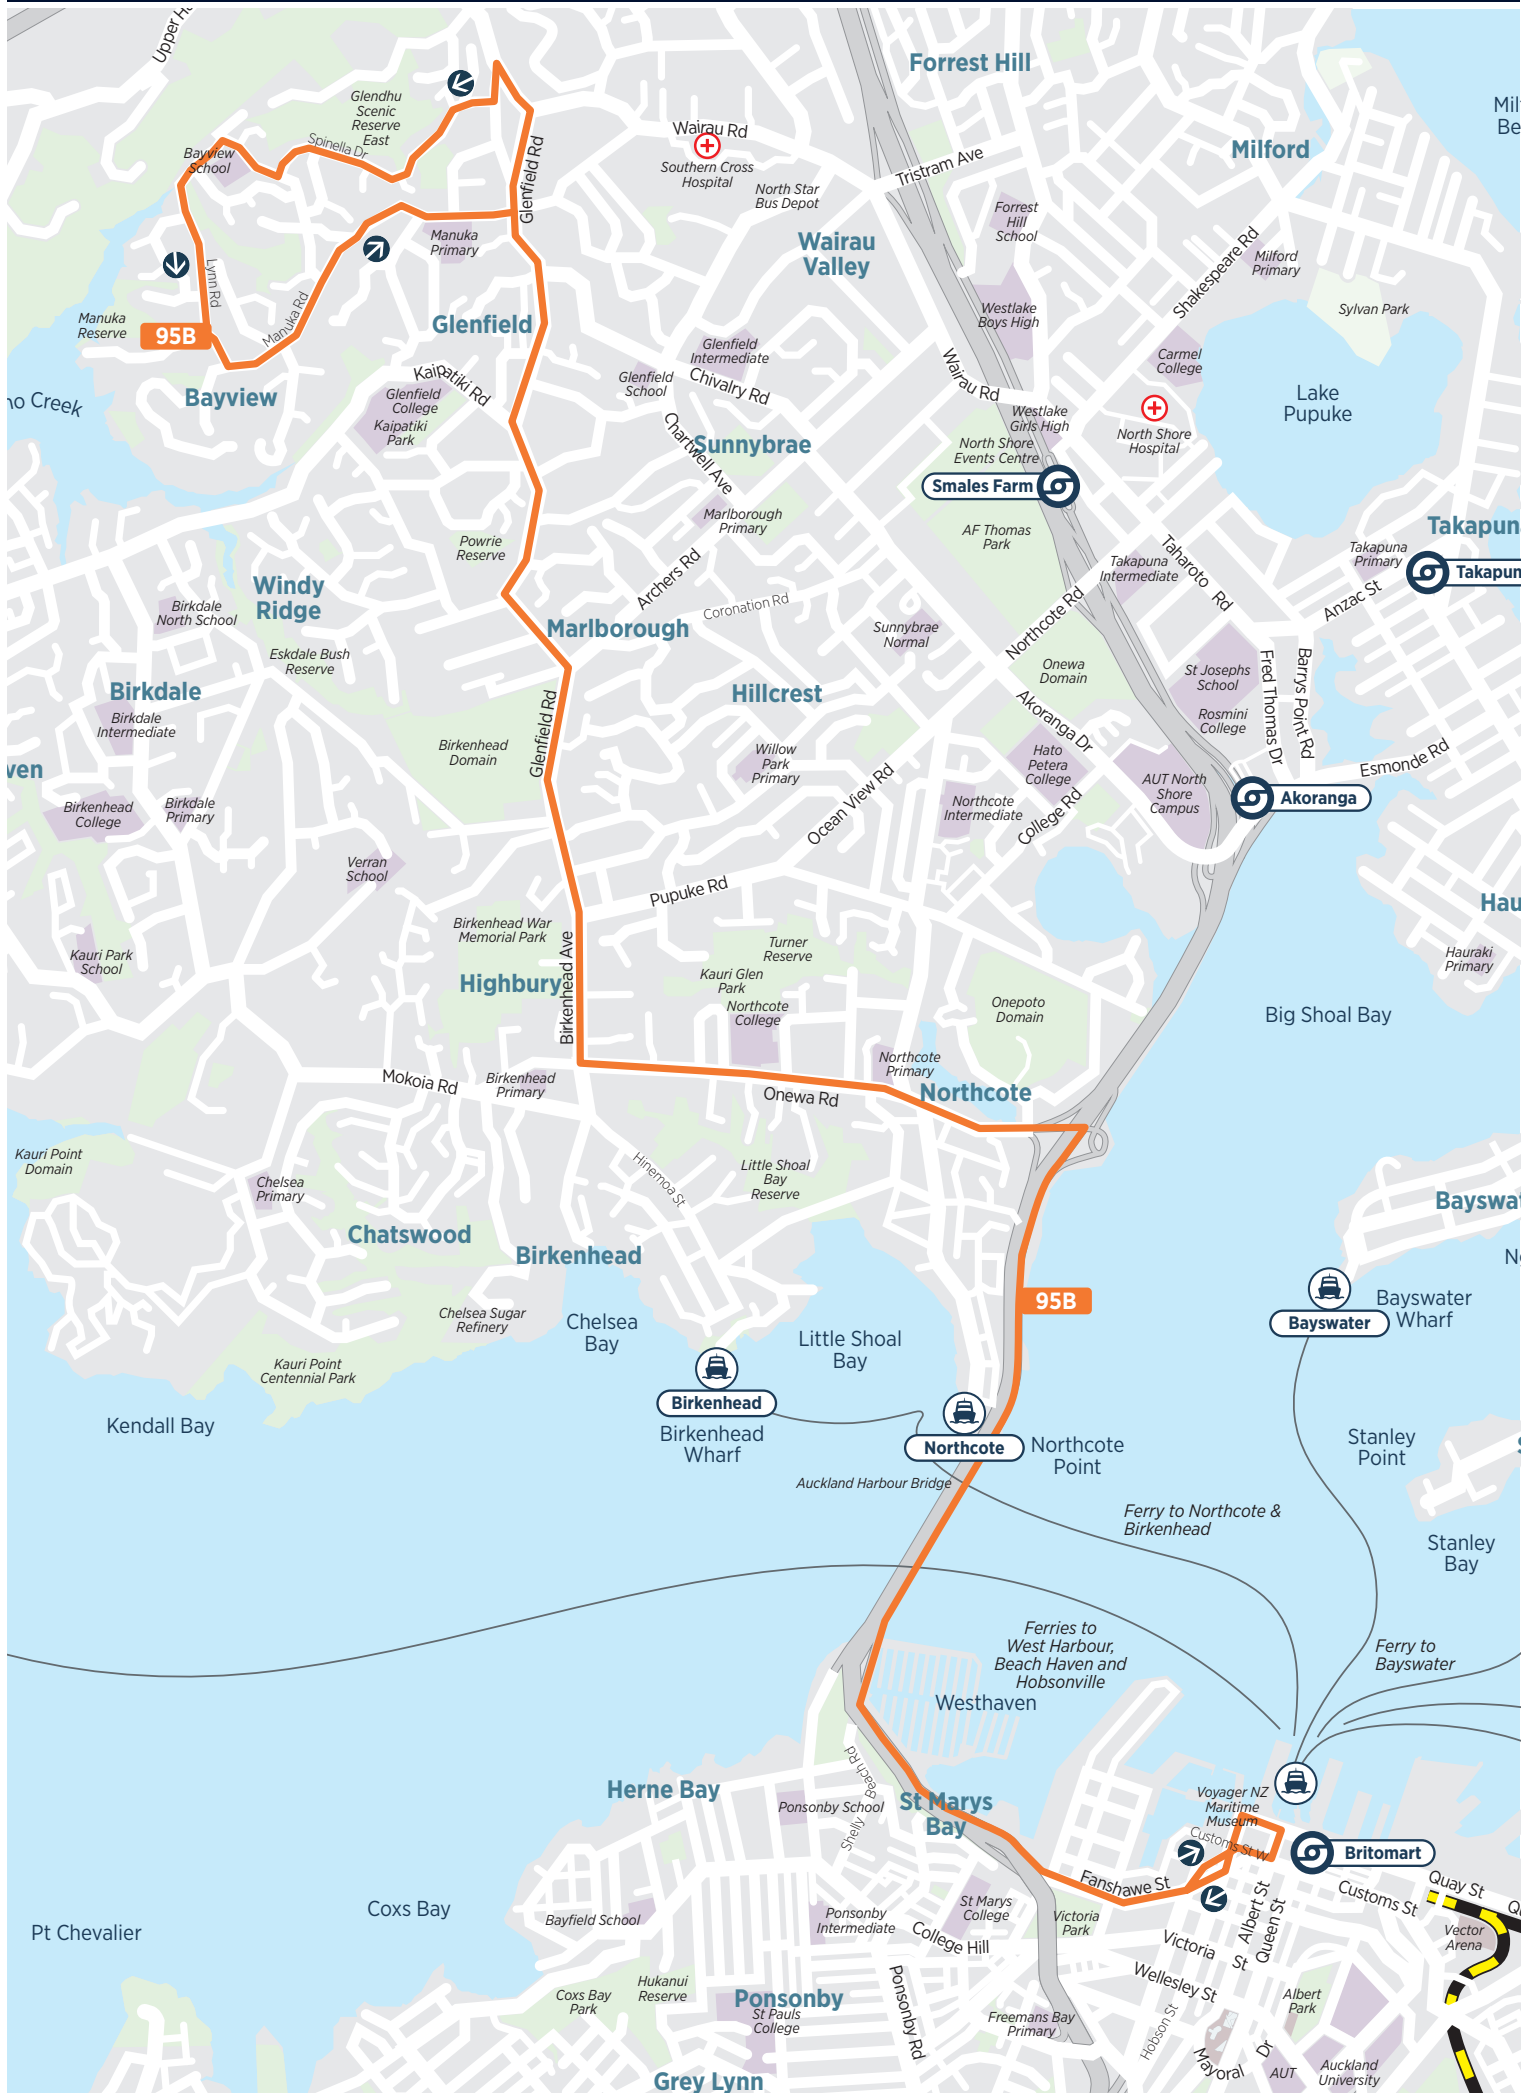 Forrest Hill
Mil
Be
Glendhu
Scenic
Reserve
East
Wairau Rd
Milford
Spinella Dr
Bayview
School
Glenfield Rd
Southern Cross
Hospital
Tristram Ave
North Star
Bus Depot
Forrest
Hill
School
Manuka
Primary
Wairau
Valley
Shakespeare Rd
Milford
Primary
Lynn Rd
Manuka Rd
Manuka
Reserve
95B
Glenfield
Westlake
Boys High
Sylvan Park
Glenfield
Intermediate
Carmel
College
Kaipatiki Rd
Glenfield
School
Chivalry Rd
Wairau Rd
Bayview
Glenfield
College
Kaipatiki
Park
Lake
Pupuke
no Creek
Westlake
Girls High
Chartwell Ave
Sunnybrae
North Shore
Events Centre
North Shore
Hospital
Smales Farm
Marlborough
Primary
AF Thomas
Park
Takapun
Powrie
Reserve
Takapuna
Primary
Takapuna
Intermediate
Taharoto Rd
Takapun
Windy
Ridge
Archers Rd
Anzac St
Birkdale
North School
Coronation Rd
Northcote Rd
Marlborough
Sunnybrae
Normal
Eskdale Bush
Reserve
Onewa
Domain
St Josephs
School
Fred Thomas Dr
Barrys Point Rd
Birkdale
Hillcrest
Birkdale
Intermediate
Glenfield Rd
Akoranga Dr
Rosmini
College
Birkenhead
Domain
Willow
Park
Primary
Hato
Petera
College
Esmonde Rd
ven
AUT North
Shore
Campus
Akoranga
Birkenhead
College
Birkdale
Primary
Ocean View Rd
Northcote
Intermediate
College Rd
Verran
School
Pupuke Rd
Hau
Birkenhead War
Memorial Park
Birkenhead Ave
Turner
Reserve
Hauraki
Primary
Kauri Park
School
Highbury
Kauri Glen
Park
Northcote
College
Onepoto
Domain
Big Shoal Bay
Mokoia Rd
Birkenhead
Primary
Northcote
Primary
Onewa Rd
Northcote
Kauri Point
Domain
Hinemoa St
Little Shoal
Bay
Reserve
Chelsea
Primary
Bayswat
Chatswood
Birkenhead
N
95B
Bayswater
Wharf
Chelsea Sugar
Refinery
Chelsea
Bay
Bayswater
Little Shoal
Bay
Kauri Point
Centennial Park
Birkenhead
Kendall Bay
Birkenhead
Wharf
Northcote
Northcote
Point
Stanley
Point
Auckland Harbour Bridge
Ferry to Northcote &
Birkenhead
Stanley
Bay
Ferries to
West Harbour,
Beach Haven and
Hobsonville
Ferry to
Bayswater
Westhaven
Shelly Beach Rd
Herne Bay
Ponsonby School
St Marys
Bay
Voyager NZ
Maritime
Museum
Customs St W
Britomart
Fanshawe St
Customs St
Quay St
Q
Coxs Bay
Bayfield School
Ponsonby
Intermediate
St Marys
College
Victoria
Park
Albert St
Queen St
Vector
Arena
Pt Chevalier
College Hill
Victoria St
Wellesley St
Coxs Bay
Park
Hukanui
Reserve
Ponsonby
St Pauls
College
Ponsonby Rd
Freemans Bay
Primary
Hobson St
Albert
Park
Mayoral Dr
AUT
Auckland
University
Grey Lynn